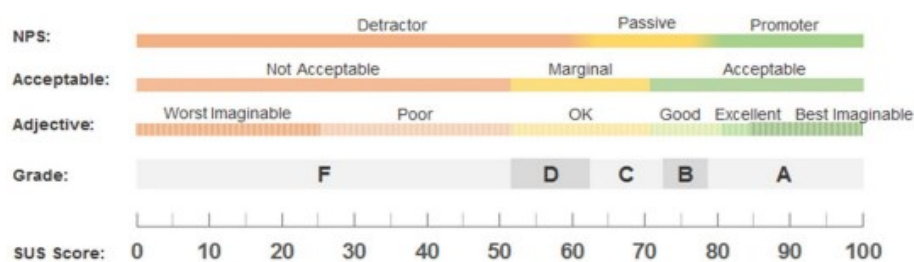 NPS: Detractor Passive Promoter
Acceptable: Not Acceptable Marginal Acceptable
Adjective: Worst Imaginable Poor OK Good Excellent Best Imaginable
Grade: F D C B A
SUS Score: 0 10 20 30 40 50 60 70 80 90 100